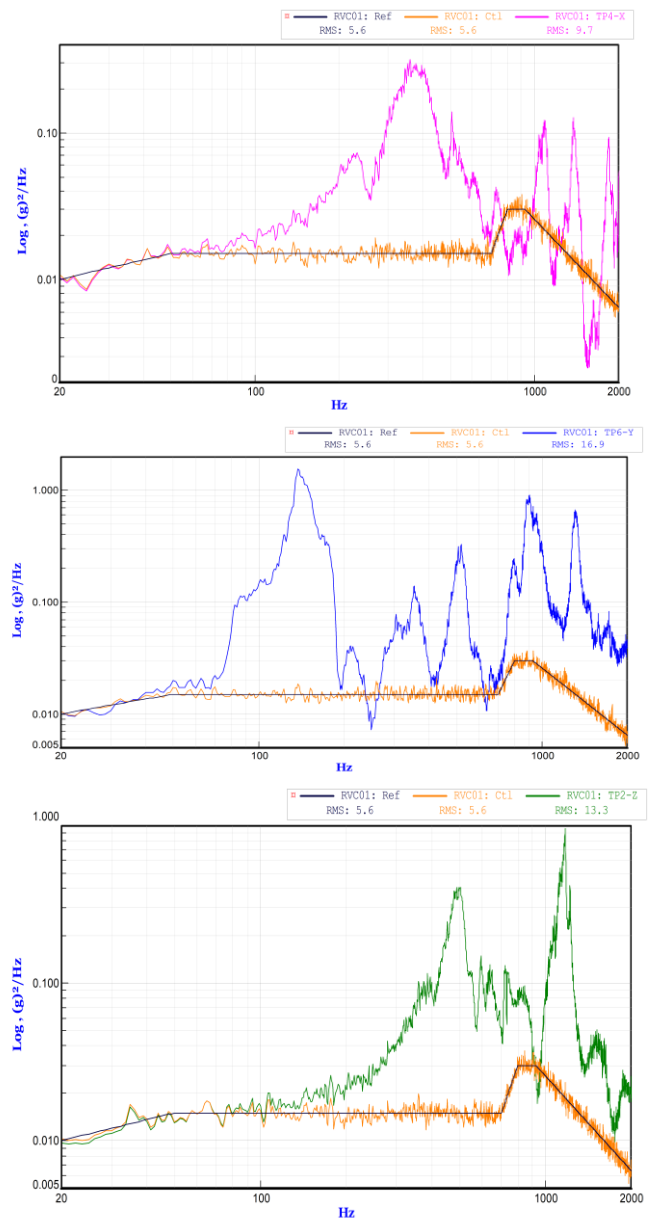 RVC01: Ref RVC01: Ctl RVC01: TP4-X
RMS: 5.6 RMS: 5.6 RMS: 9.7
Log, (g)²/Hz
0.10
0.01
0
20 100 1000 2000
Hz
RVC01: Ref RVC01: Ctl RVC01: TP6-Y
RMS: 5.6 RMS: 5.6 RMS: 16.9
Log, (g)²/Hz
1.000
0.100
0.010
0.005
20 100 1000 2000
Hz
RVC01: Ref RVC01: Ctl RVC01: TP2-Z
RMS: 5.6 RMS: 5.6 RMS: 13.3
Log, (g)²/Hz
1.000
0.100
0.010
0.005
20 100 1000 2000
Hz